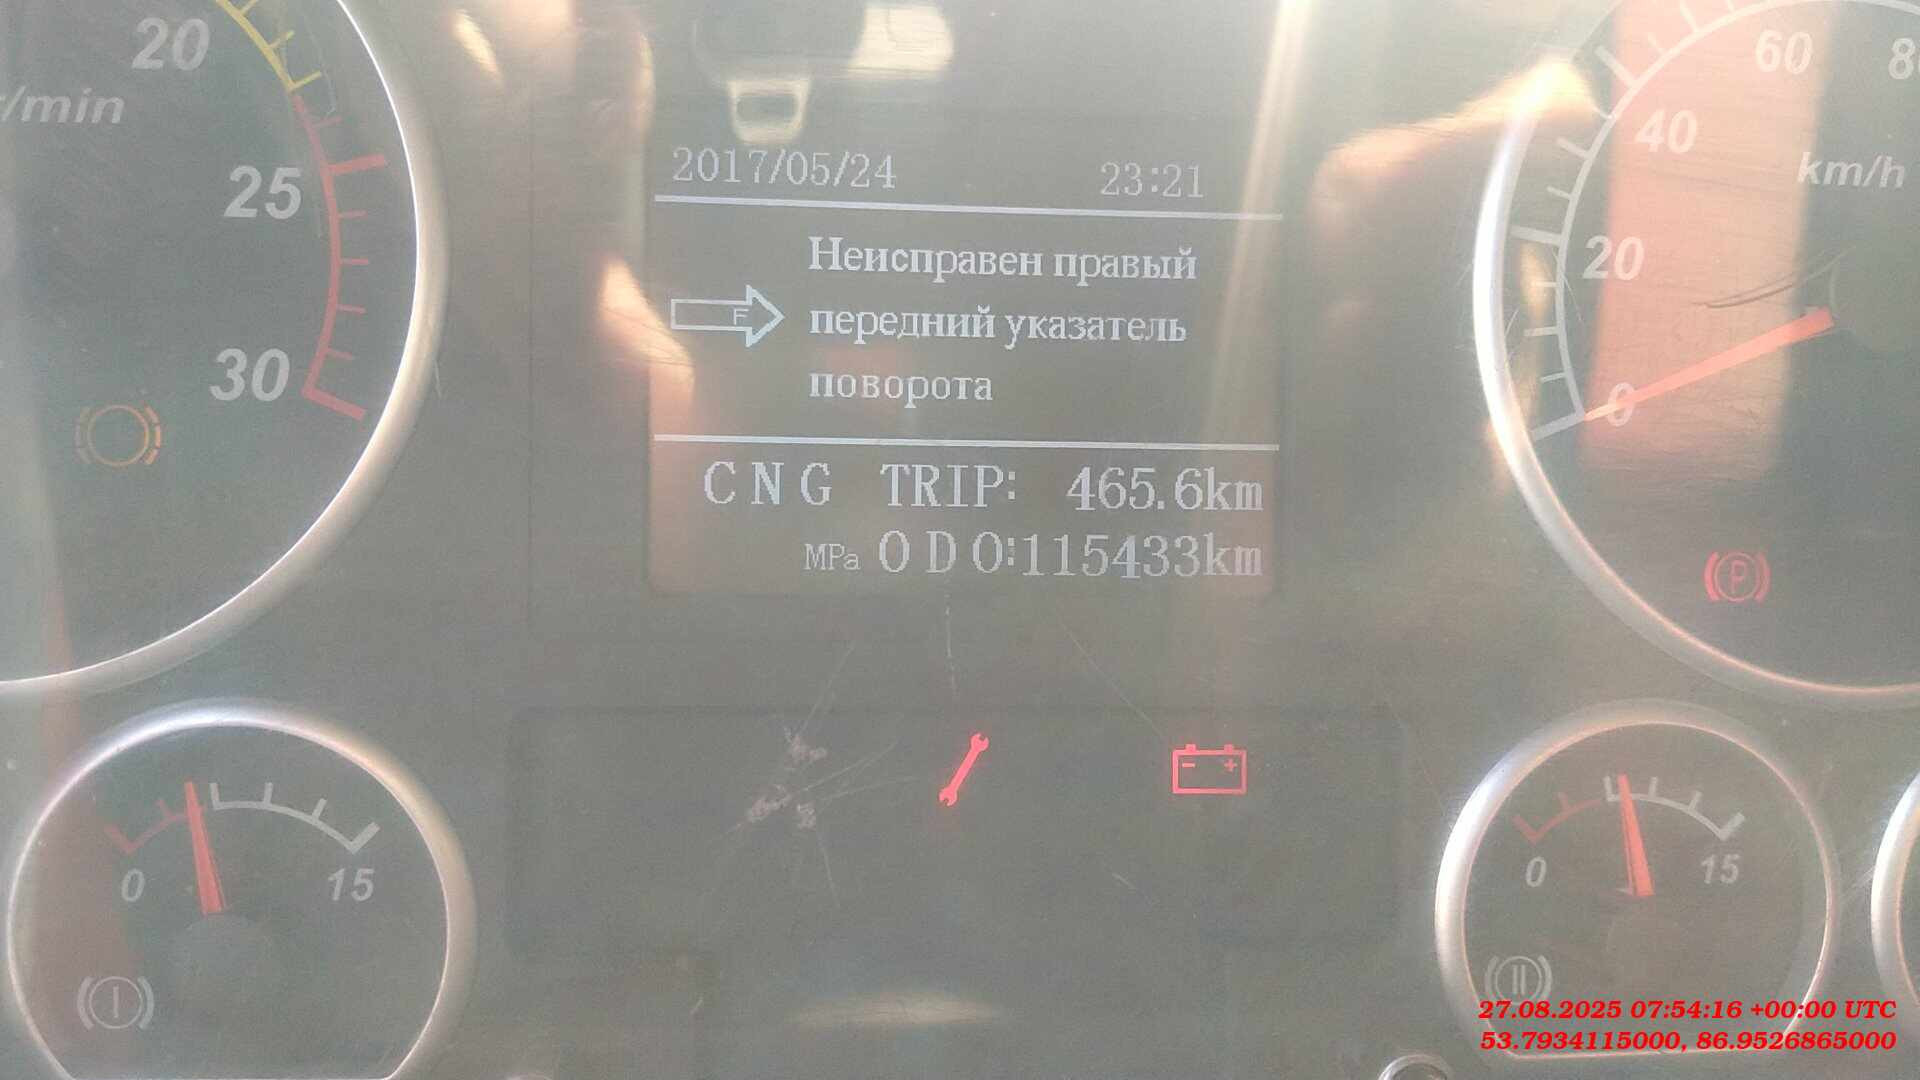 20
r/min
25
30
2017/05/24 23:21
Неисправен правый
F передний указатель
поворота
CNG TRIP: 465.6km
MPa ODO:115433km
60
80
40
km/h
20
0
P
0 15
I
- +
0 15
II
27.08.2025 07:54:16 +00:00 UTC
53.7934115000, 86.9526865000